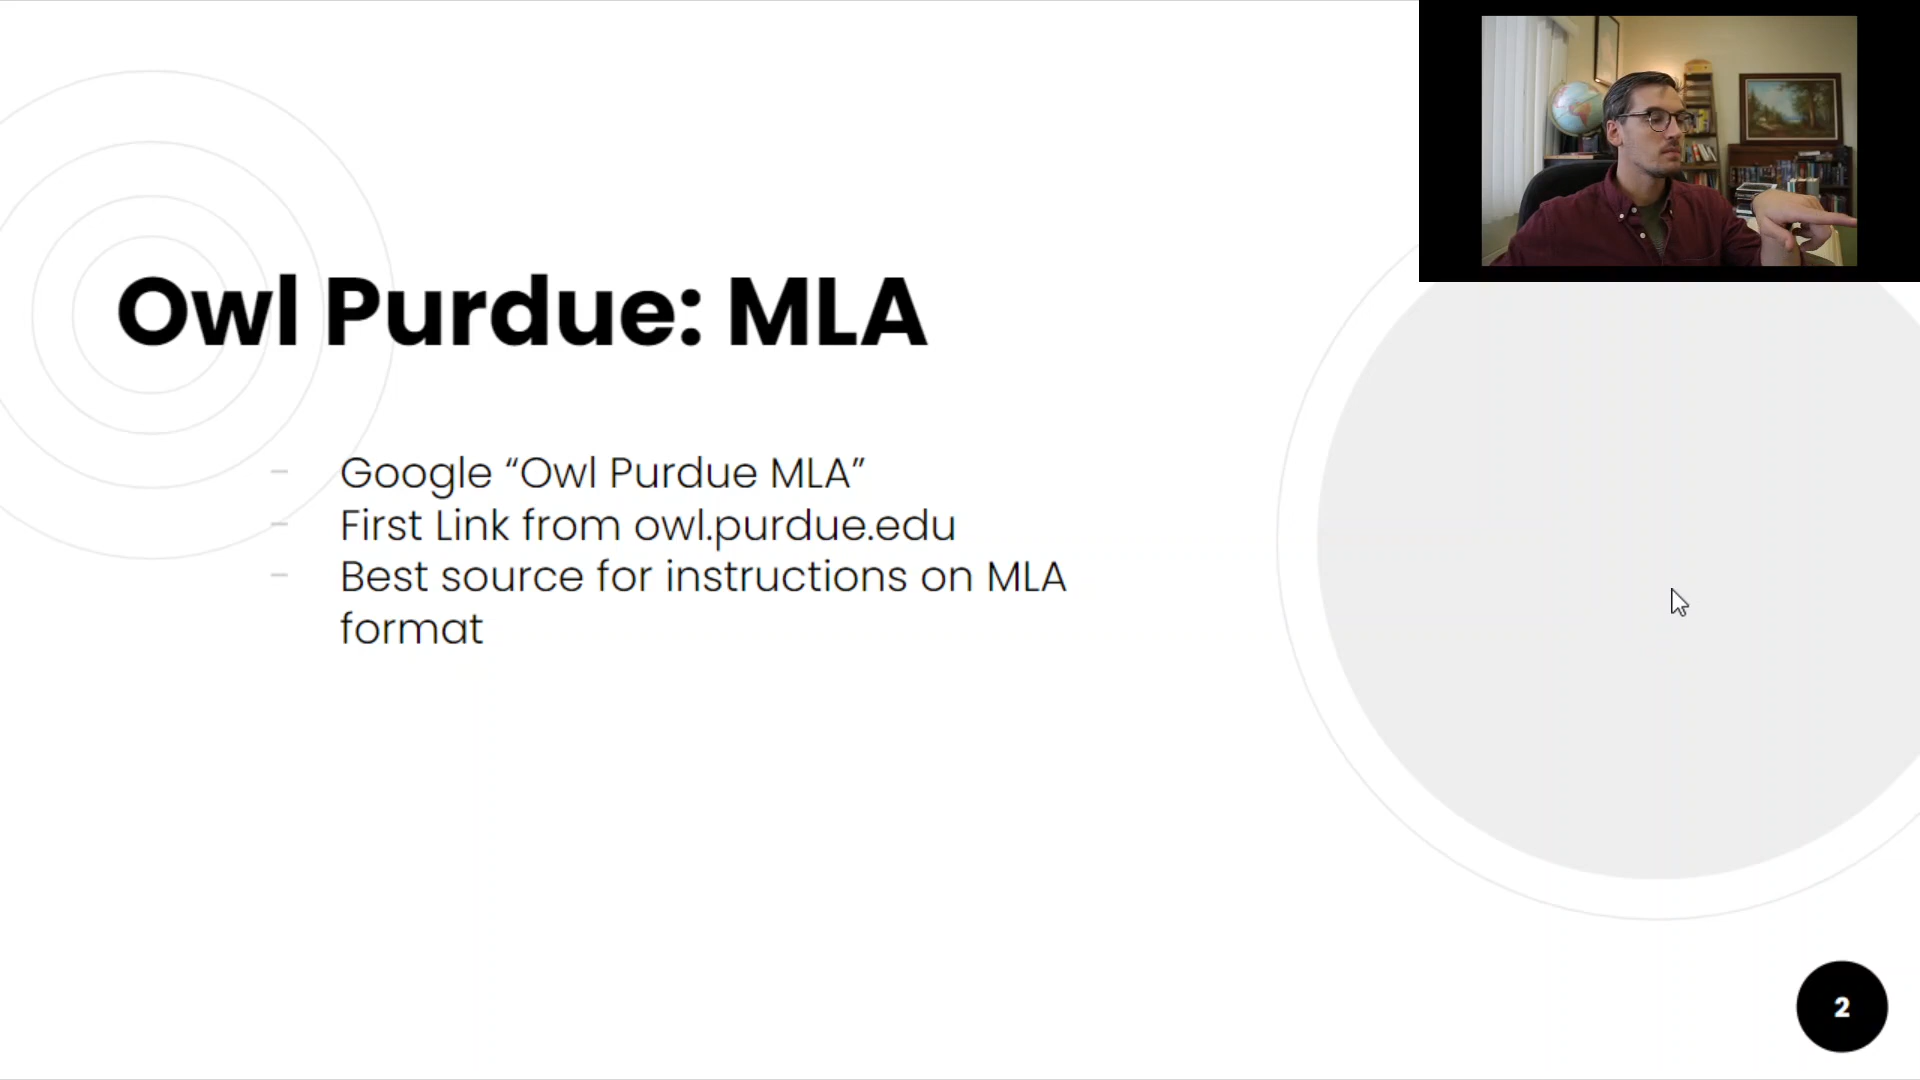 Owl Purdue: MLA
- Google “Owl Purdue MLA”
- First Link from owl.purdue.edu
- Best source for instructions on MLA
format
2